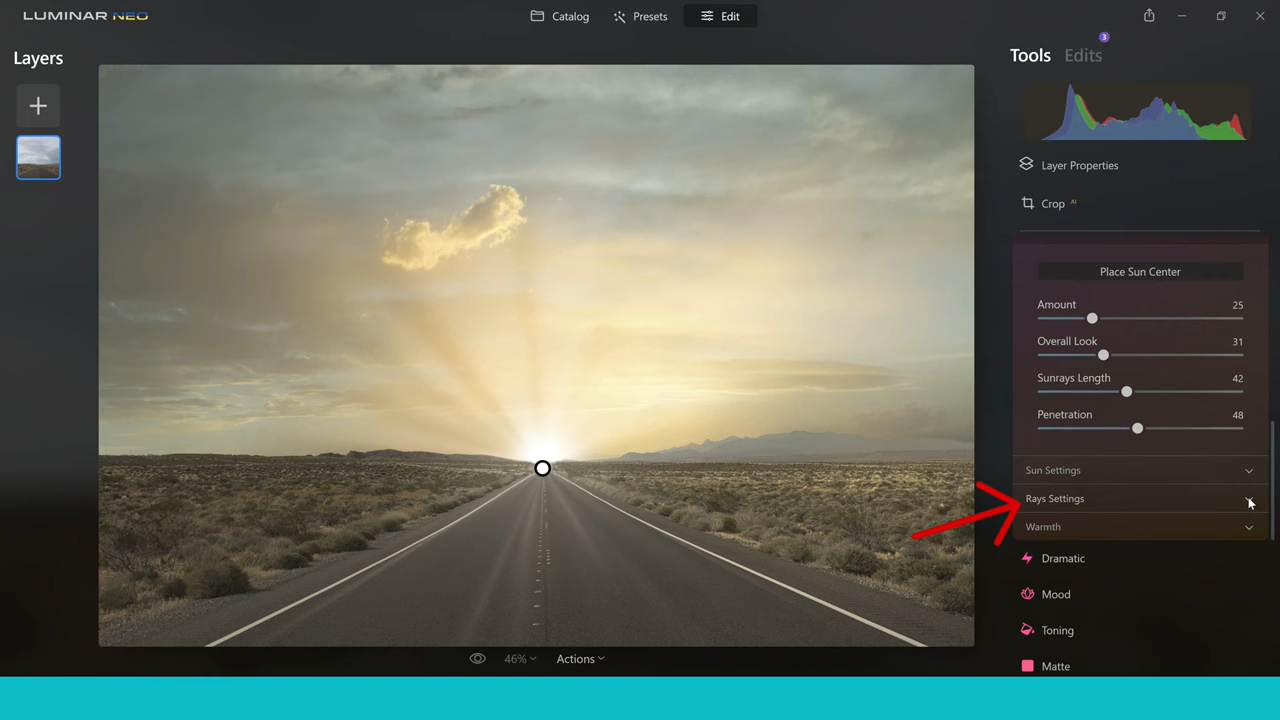 LUMINAR NEO
Catalog
Presets
Edit
Layers
Tools
Edits
3
Layer Properties
Crop AI
Place Sun Center
Amount 25
Overall Look 31
Sunrays Length 42
Penetration 48
Sun Settings
Rays Settings
Warmth
Dramatic
Mood
Toning
Matte
46%
Actions